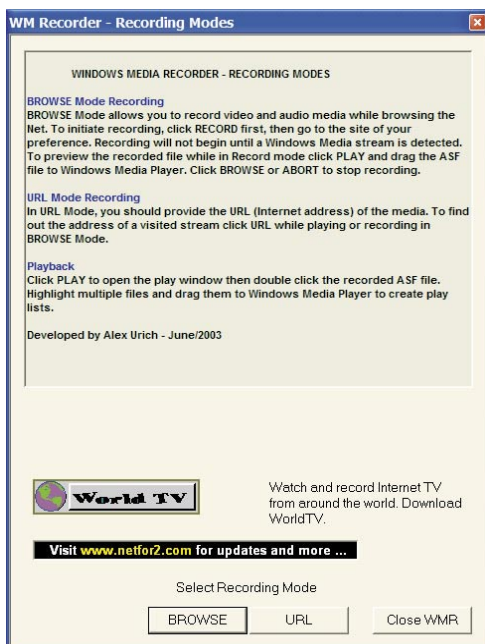 WM Recorder - Recording Modes
WINDOWS MEDIA RECORDER - RECORDING MODES
BROWSE Mode Recording
BROWSE Mode allows you to record video and audio media while browsing the
Net. To initiate recording, click RECORD first, then go to the site of your
preference. Recording will not begin until a Windows Media stream is detected.
To preview the recorded file while in Record mode click PLAY and drag the ASF
file to Windows Media Player. Click BROWSE or ABORT to stop recording.
URL Mode Recording
In URL Mode, you should provide the URL (Internet address) of the media. To find
out the address of a visited stream click URL while playing or recording in
BROWSE Mode.
Playback
Click PLAY to open the play window then double click the recorded ASF file.
Highlight multiple files and drag them to Windows Media Player to create play
lists.
Developed by Alex Urich - June/2003
World TV
Watch and record Internet TV
from around the world. Download
WorldTV.
Visit www.netfor2.com for updates and more ...
Select Recording Mode
BROWSE
URL
Close WMR